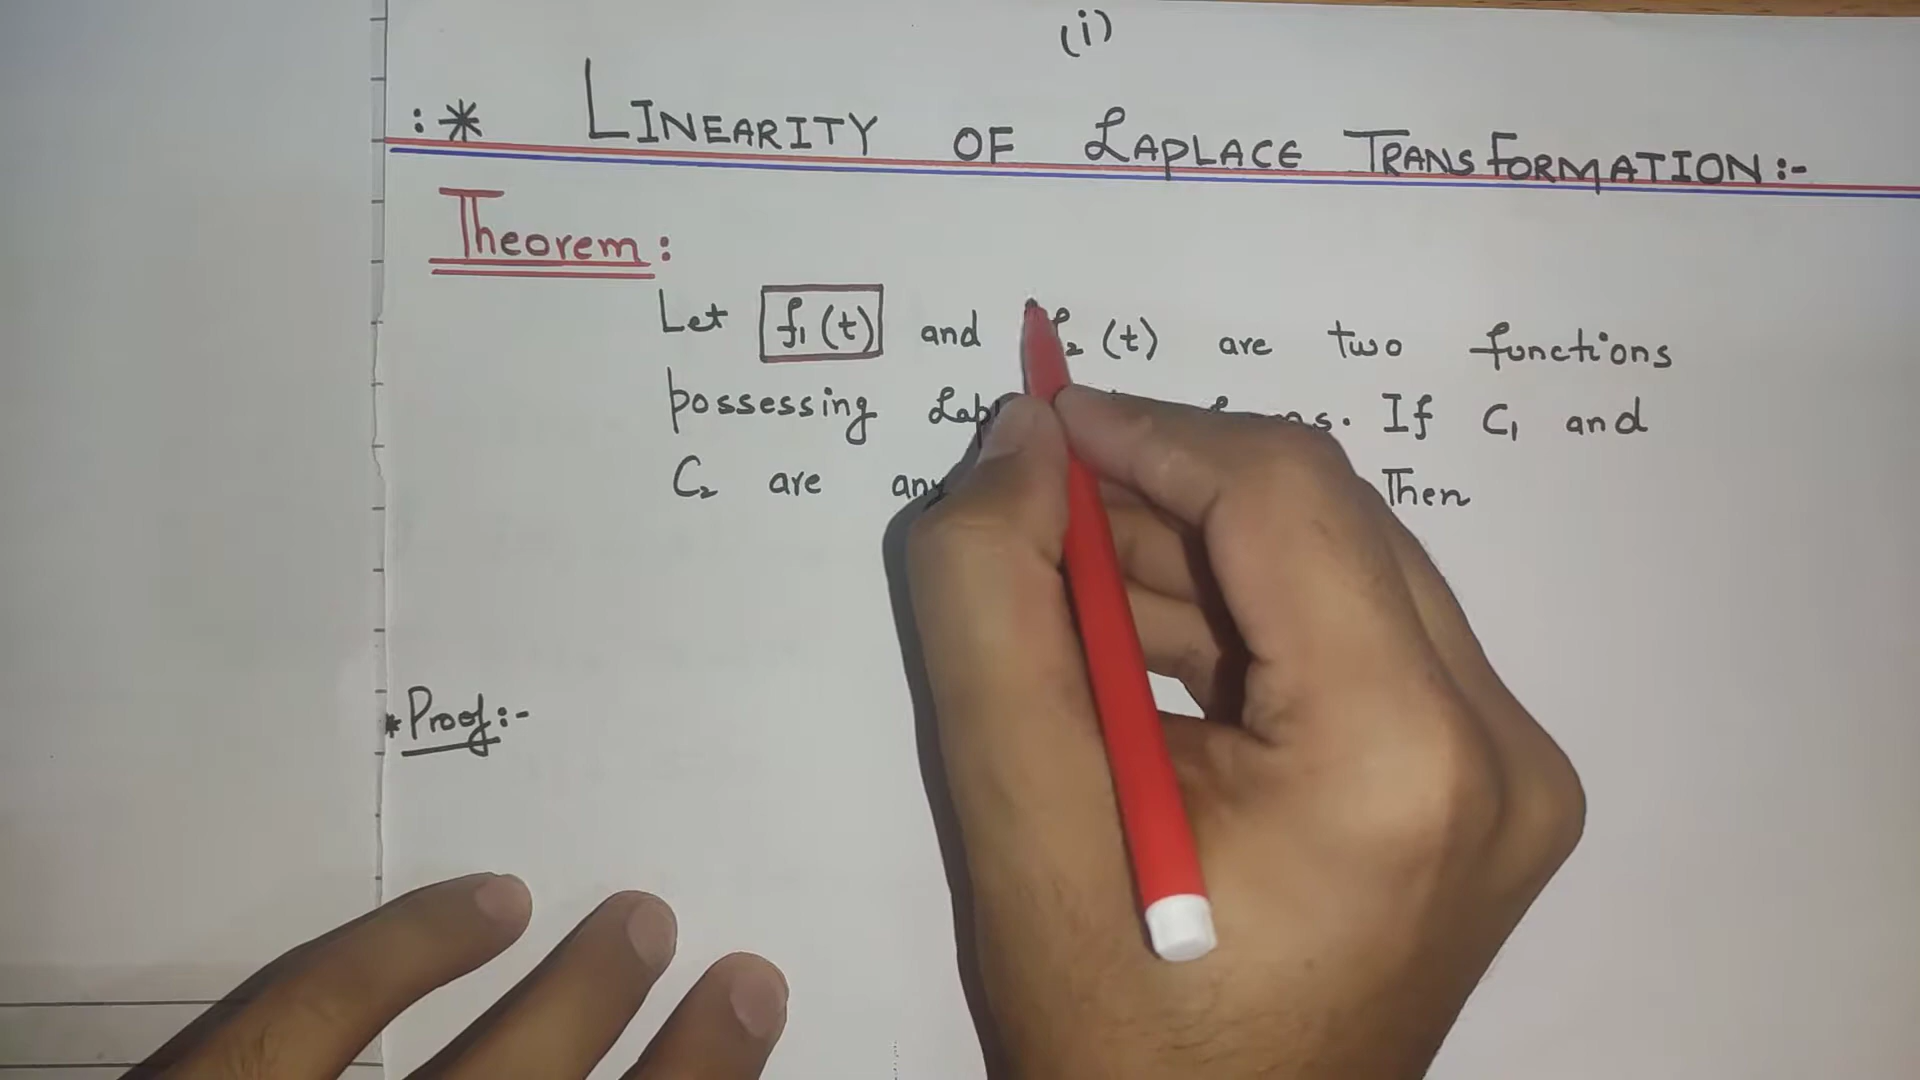 (i)
:* LINEARITY OF LAPLACE TRANSFORMATION:-
Theorem:
Let f₁(t) and f₂(t) are two functions
possessing . If C₁ and
C₂ are any Then
*Proof:-